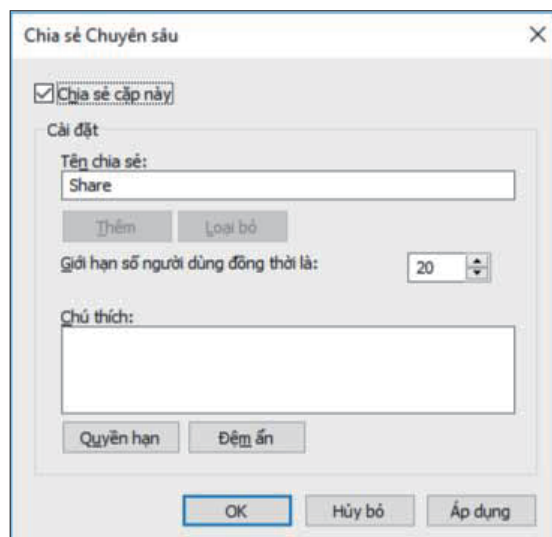 Chia sẻ Chuyên sâu
Chia sẻ cặp này
Cài đặt
Tên chia sẻ:
Share
Thêm Loại bỏ
Giới hạn số người dùng đồng thời là: 20
Chú thích:
Quyền hạn Đệm ẩn
OK Hủy bỏ Áp dụng